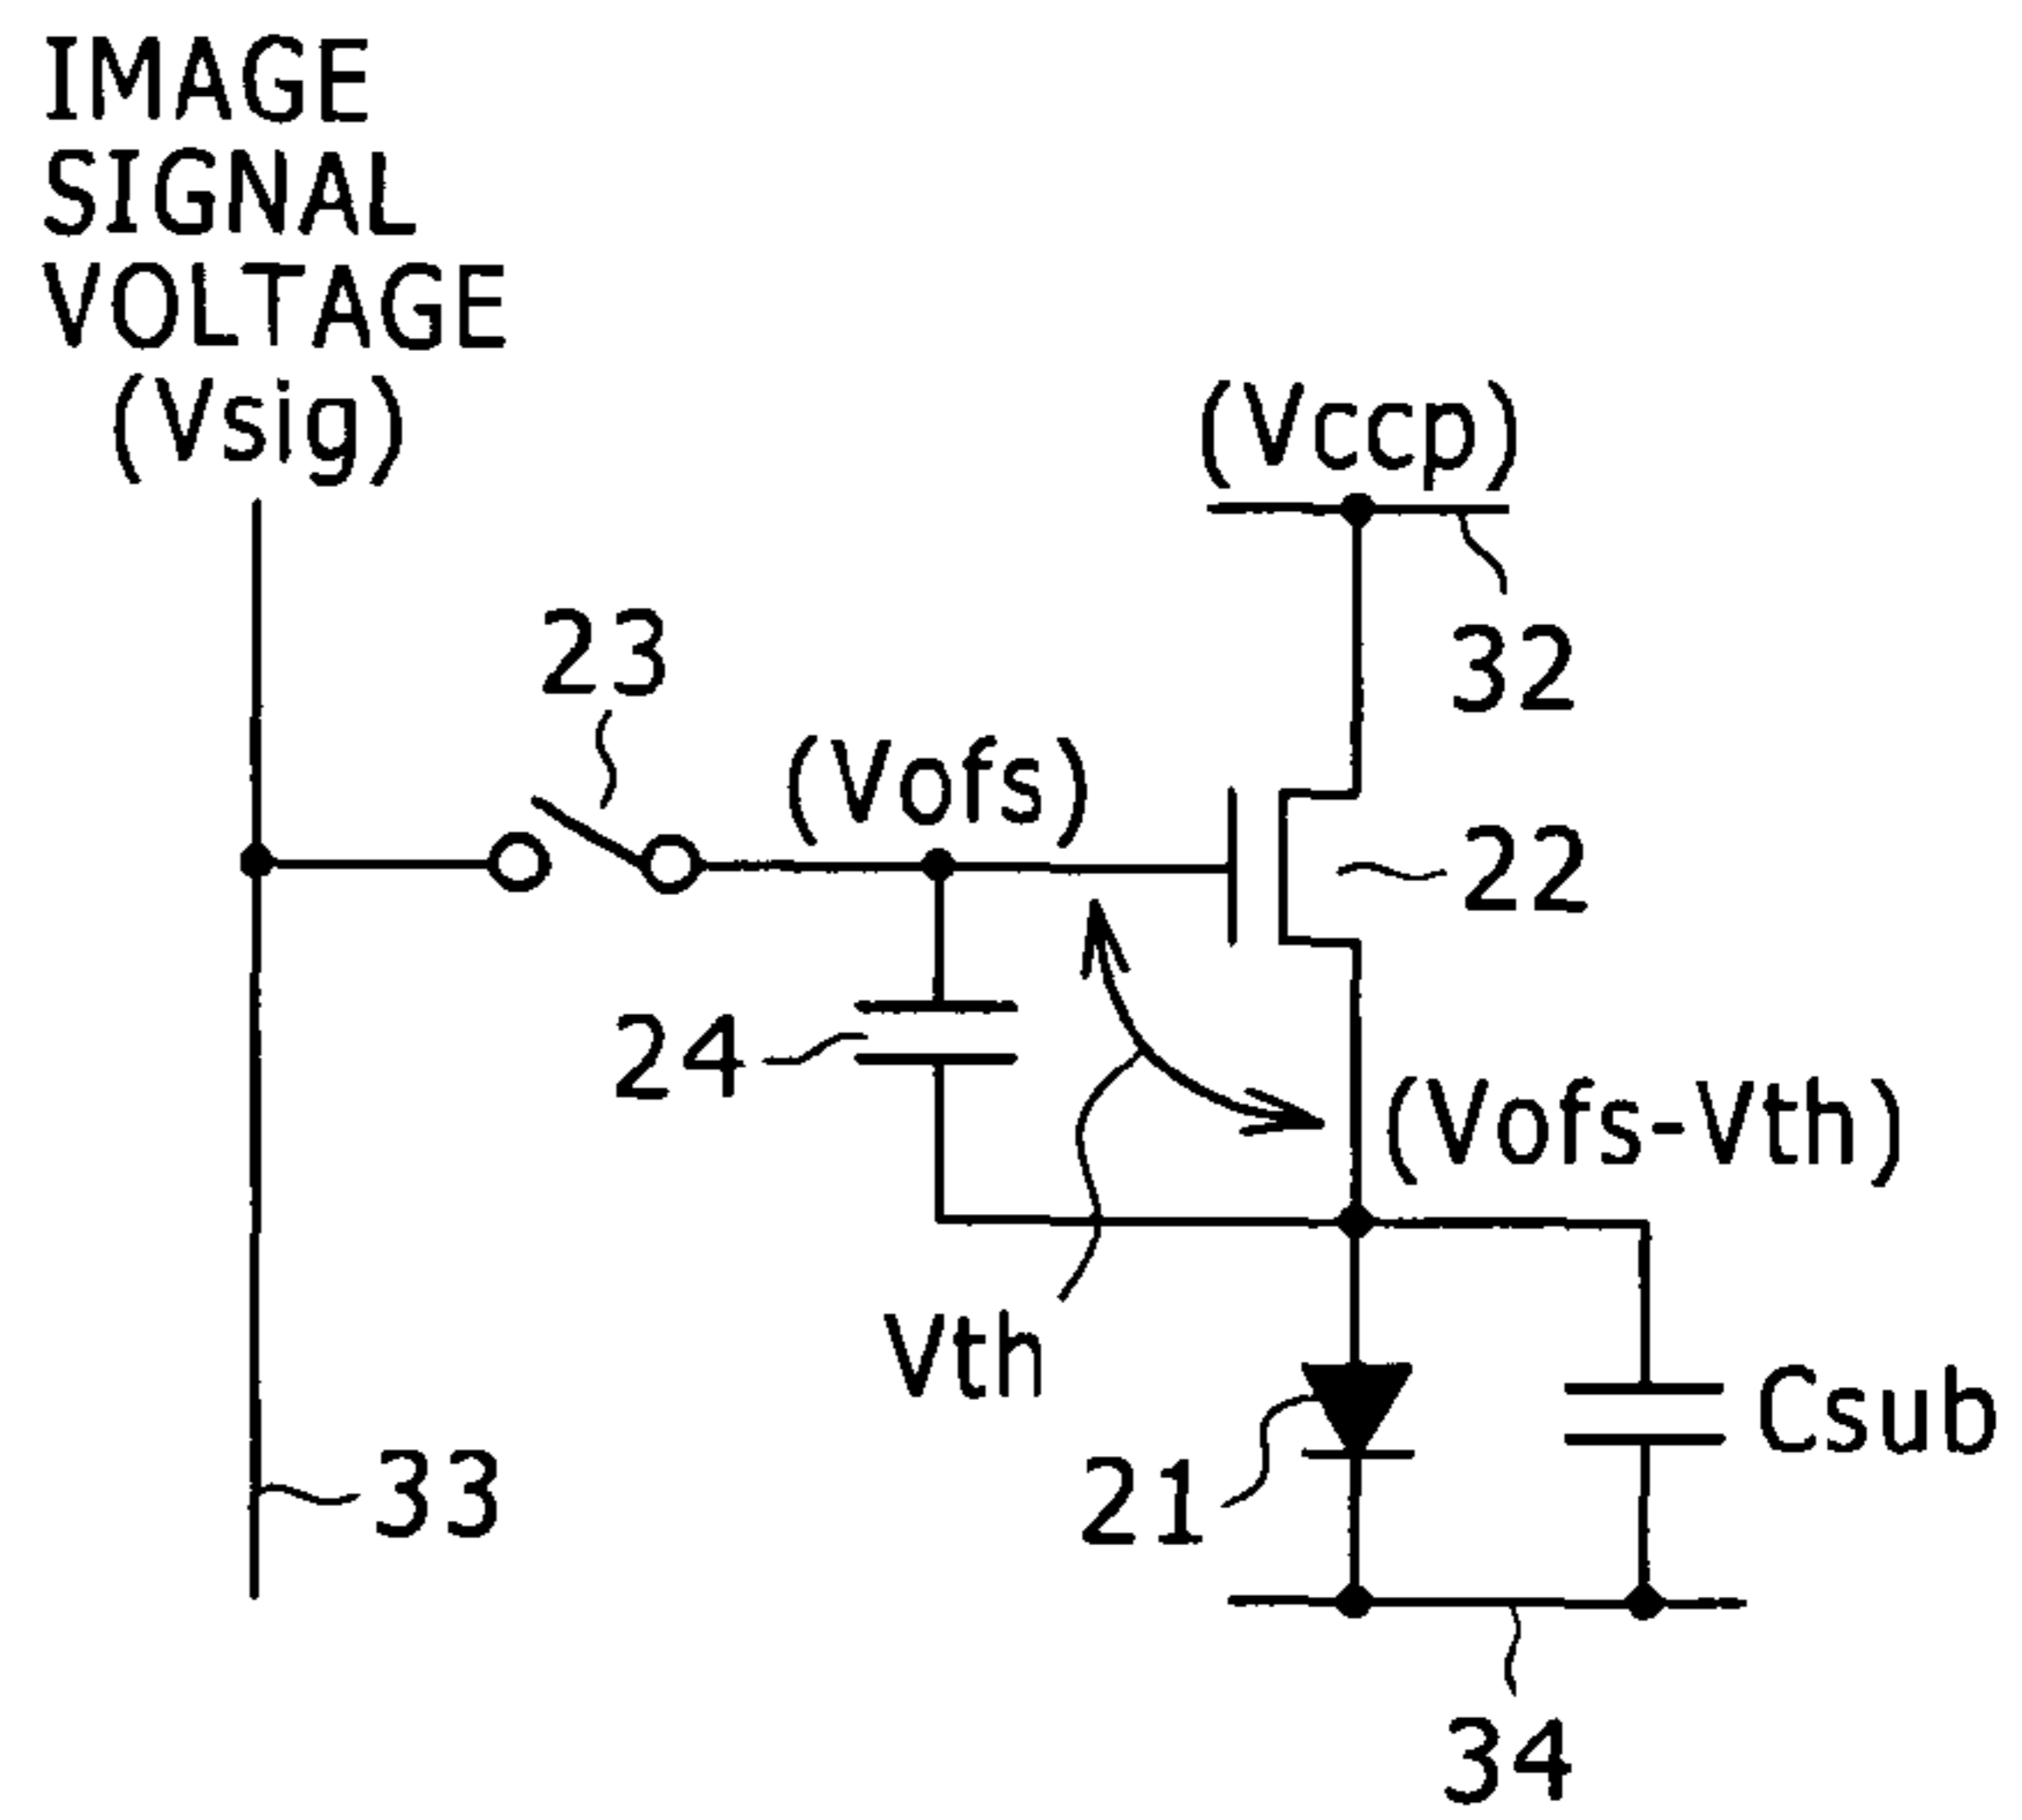 IMAGE
SIGNAL
VOLTAGE
(Vsig)
(Vccp)
32
23
(Vofs)
22
24
(Vofs-Vth)
Vth
Csub
21
33
34